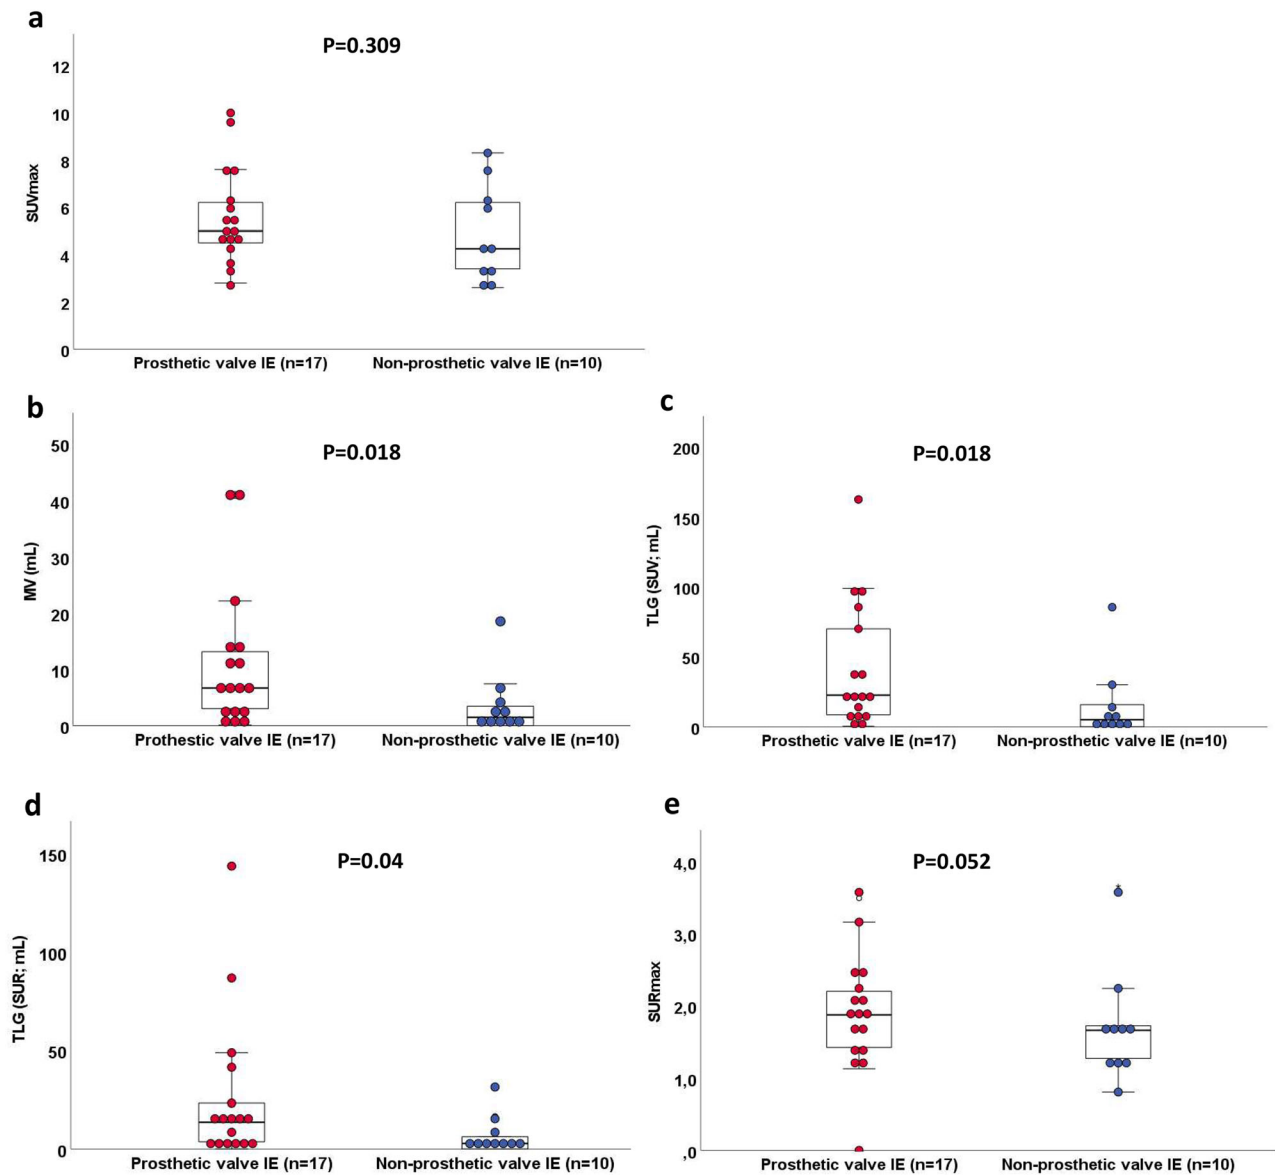 a
P=0.309
SUVmax
12
10
8
6
4
2
0
Prosthetic valve IE (n=17)
Non-prosthetic valve IE (n=10)
b
P=0.018
MV (mL)
50
40
30
20
10
0
Prothestic valve IE (n=17)
Non-prosthetic valve IE (n=10)
c
P=0.018
TLG (SUV; mL)
200
150
100
50
0
Prosthetic valve IE (n=17)
Non-prosthetic valve IE (n=10)
d
P=0.04
TLG (SUR; mL)
150
100
50
0
Prosthetic valve IE (n=17)
Non-prosthetic valve IE (n=10)
e
P=0.052
SURmax
4,0
3,0
2,0
1,0
,0
Prosthetic valve IE (n=17)
Non-prosthetic valve IE (n=10)